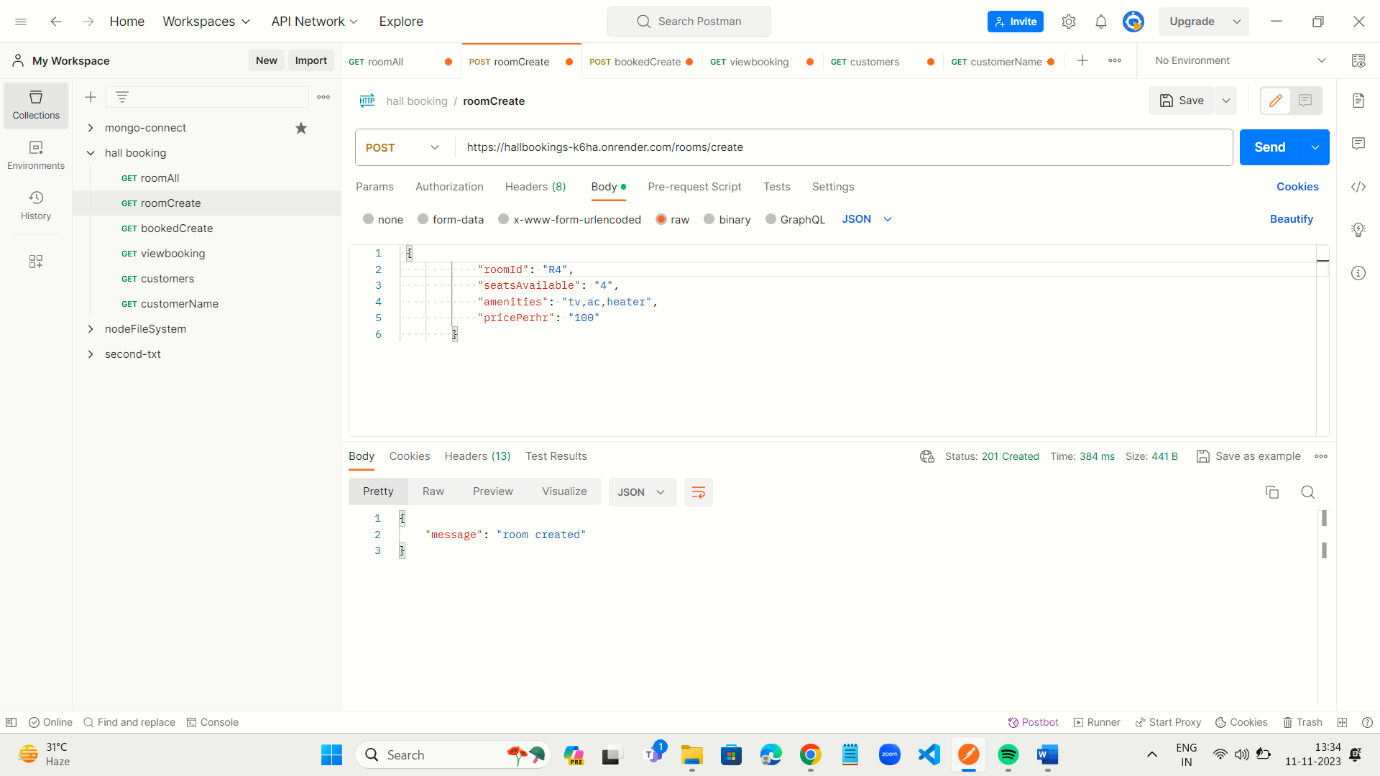 Home Workspaces API Network Explore Search Postman Invite Upgrade
My Workspace New Import GET roomAll POST roomCreate POST bookedCreate GET viewbooking GET customers GET customerName No Environment
Collections
Environments
History
mongo-connect
hall booking
GET roomAll
GET roomCreate
GET bookedCreate
GET viewbooking
GET customers
GET customerName
nodeFileSystem
second-txt
HTTP hall booking / roomCreate Save
POST https://hallbookings-k6ha.onrender.com/rooms/create Send
Params Authorization Headers (8) Body Pre-request Script Tests Settings Cookies
none form-data x-www-form-urlencoded raw binary GraphQL JSON Beautify
1 {
2 "roomId": "R4",
3 "seatsAvailable": "4",
4 "amenities": "tv,ac,heater",
5 "pricePerhr": "100"
6 }
Body Cookies Headers (13) Test Results Status: 201 Created Time: 384 ms Size: 441 B Save as example
Pretty Raw Preview Visualize JSON
1 {
2 "message": "room created"
3 }
Online Find and replace Console Postbot Runner Start Proxy Cookies Trash
31°C
Haze
Search
PRE
1
zoom
ENG
IN
13:34
11-11-2023